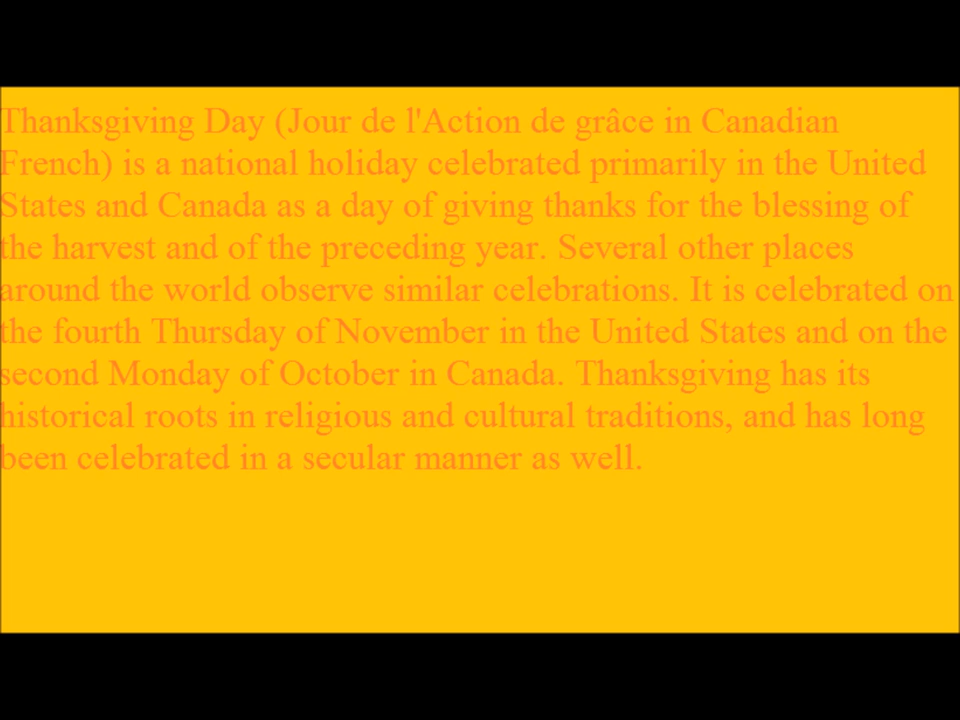 Thanksgiving Day (Jour de l'Action de grâce in Canadian
French) is a national holiday celebrated primarily in the United
States and Canada as a day of giving thanks for the blessing of
the harvest and of the preceding year. Several other places
around the world observe similar celebrations. It is celebrated on
the fourth Thursday of November in the United States and on the
second Monday of October in Canada. Thanksgiving has its
historical roots in religious and cultural traditions, and has long
been celebrated in a secular manner as well.